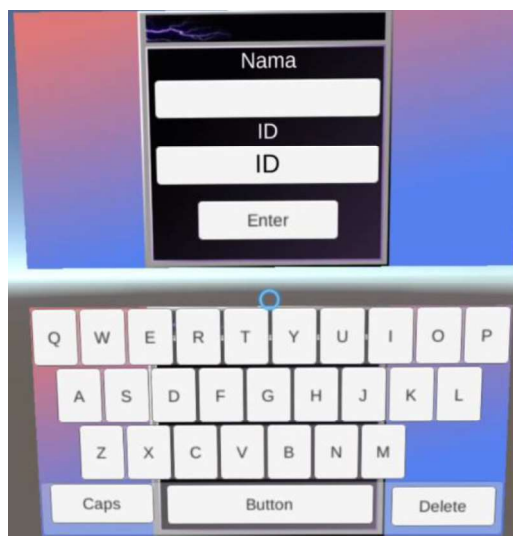 Nama
ID
ID
Enter
Q W E R T Y U I O P
A S D F G H J K L
Z X C V B N M
Caps Button Delete